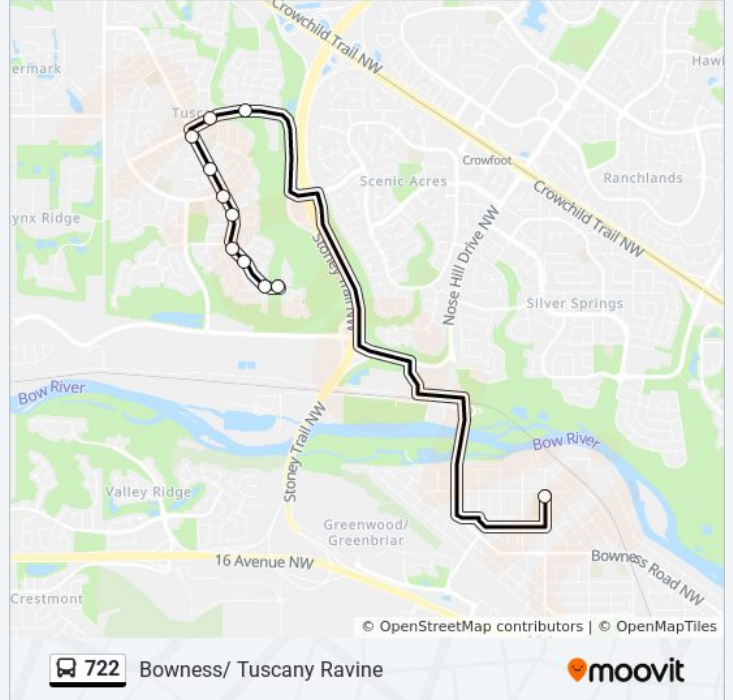 Crowchild Trail NW
ermark
Hawl
Tusc
Crowfoot
Scenic Acres
Ranchlands
Crowchild Trail NW
ynx Ridge
Nose Hill Drive NW
Stoney Trail NW
Silver Springs
Bow River
Stoney Trail NW
Bow River
Valley Ridge
Greenwood/
Greenbriar
16 Avenue NW
Bowness Road NW
Crestmont
© OpenStreetMap contributors | © OpenMapTiles
722 Bowness/ Tuscany Ravine
moovit